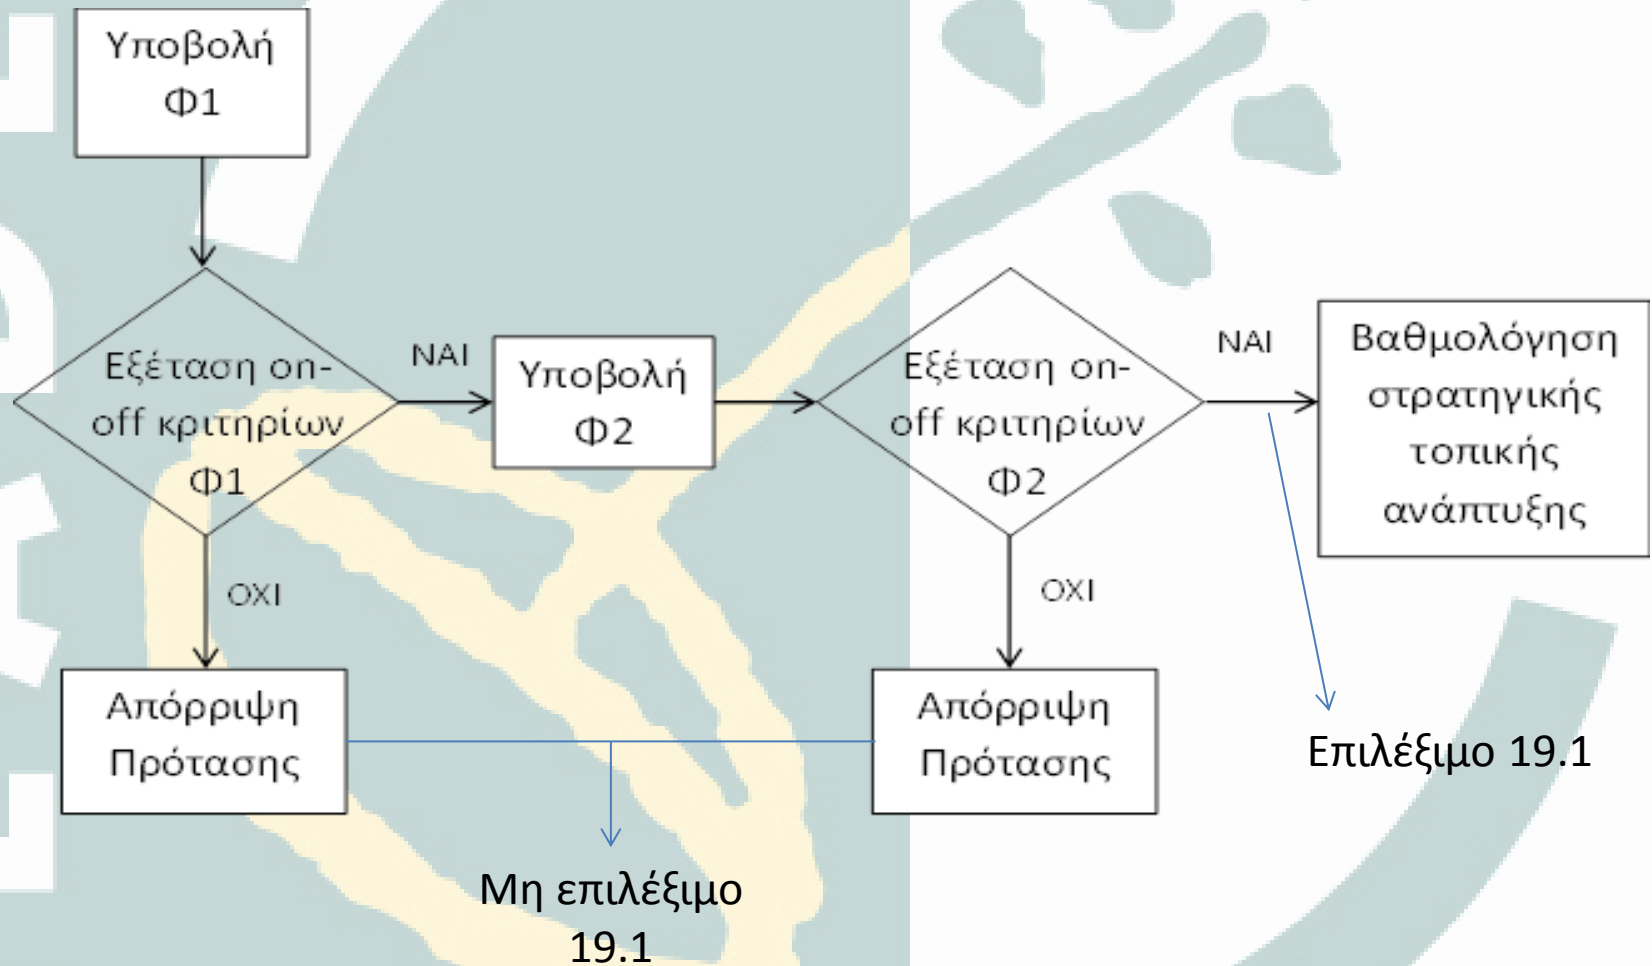 Υποβολή
Φ1
Εξέταση on-
off κριτηρίων
Φ1
ΝΑΙ
Υποβολή
Φ2
Εξέταση on-
off κριτηρίων
Φ2
ΝΑΙ
Βαθμολόγηση
στρατηγικής
τοπικής
ανάπτυξης
ΟΧΙ
ΟΧΙ
Απόρριψη
Πρότασης
Απόρριψη
Πρότασης
Επιλέξιμο 19.1
Μη επιλέξιμο
19.1